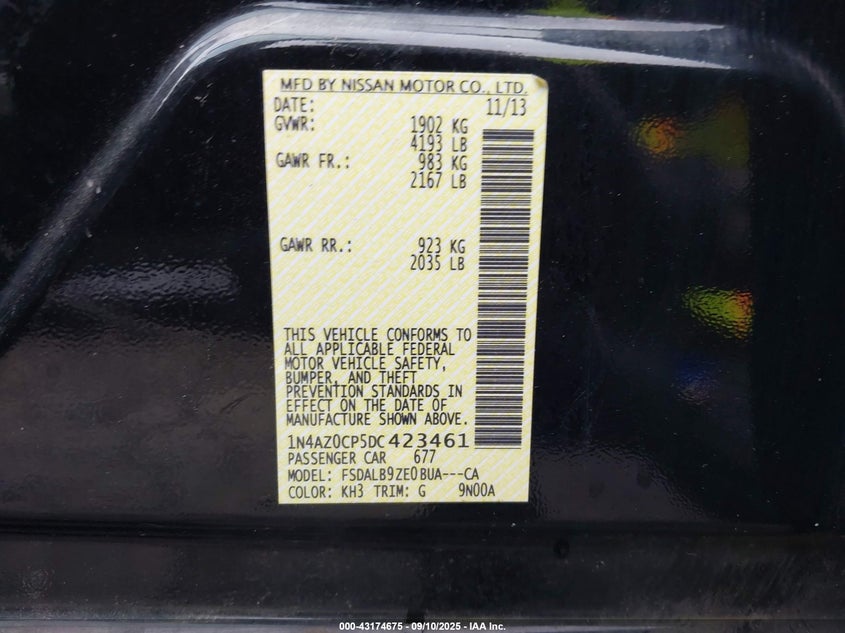 MFD BY NISSAN MOTOR CO., LTD.
DATE: 11/13
GVWR: 1902 KG
4193 LB
GAWR FR.: 983 KG
2167 LB
GAWR RR.: 923 KG
2035 LB
THIS VEHICLE CONFORMS TO
ALL APPLICABLE FEDERAL
MOTOR VEHICLE SAFETY,
BUMPER, AND THEFT
PREVENTION STANDARDS IN
EFFECT ON THE DATE OF
MANUFACTURE SHOWN ABOVE.
1N4AZ0CP5DC423461
PASSENGER CAR 677
MODEL: FSDALB9ZE0BUA---CA
COLOR: KH3 TRIM: G 9N00A
000-43174675 - 09/10/2025 - IAA Inc.